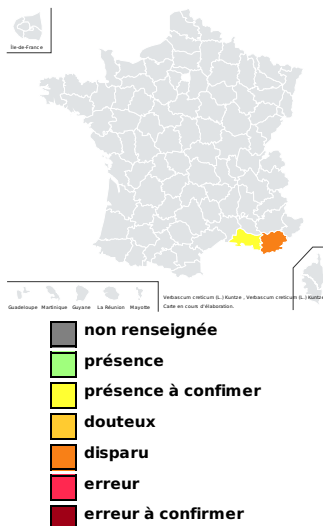 Île-de-France
Verbascum creticum (L.) Kuntze , Verbascum creticum (L.) Kuntze
Carte en cours d'élaboration.
Guadeloupe Martinique Guyane La Réunion Mayotte
non renseignée
présence
présence à confimer
douteux
disparu
erreur
erreur à confirmer